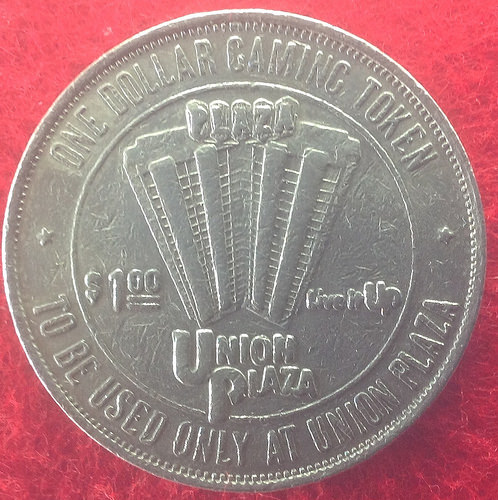 ONE DOLLAR GAMING TOKEN
PLAZA
$1.00
Live It Up
UNION
PLAZA
TO BE USED ONLY AT UNION PLAZA